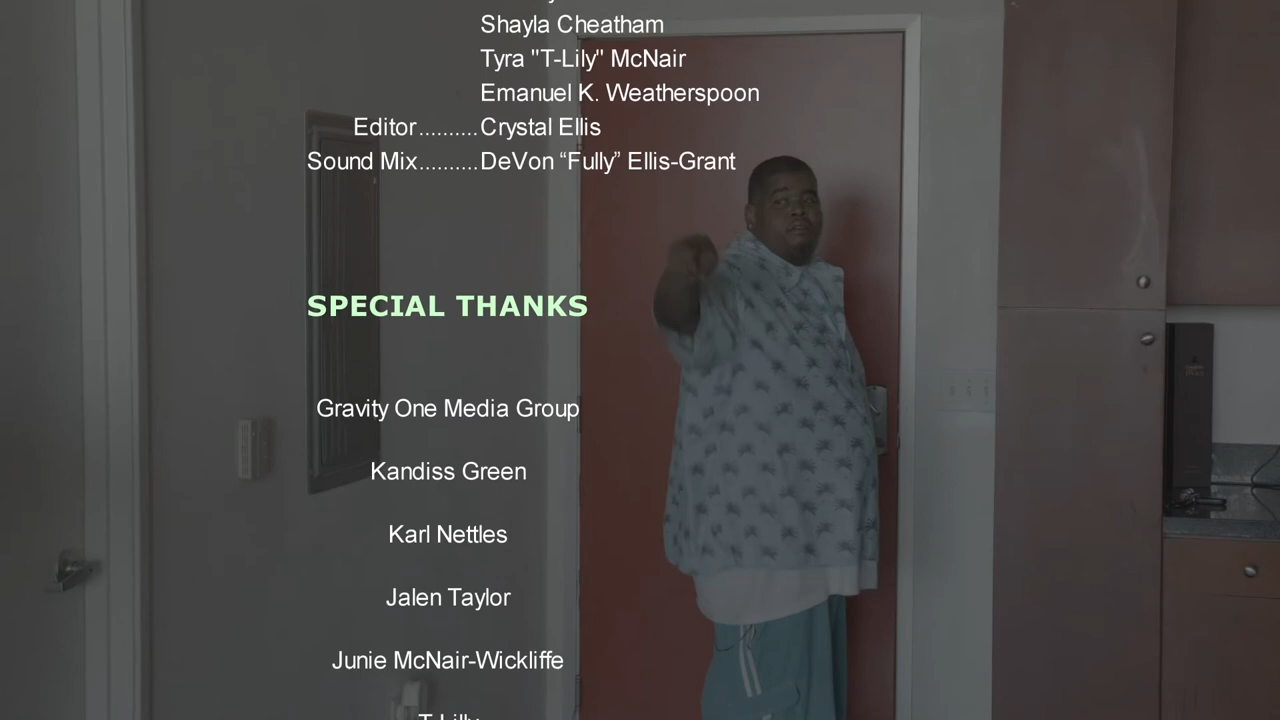 Shayla Cheatham
Tyra "T-Lily" McNair
Emanuel K. Weatherspoon
Editor..........Crystal Ellis
Sound Mix..........DeVon “Fully” Ellis-Grant
SPECIAL THANKS
Gravity One Media Group
Kandiss Green
Karl Nettles
Jalen Taylor
Junie McNair-Wickliffe